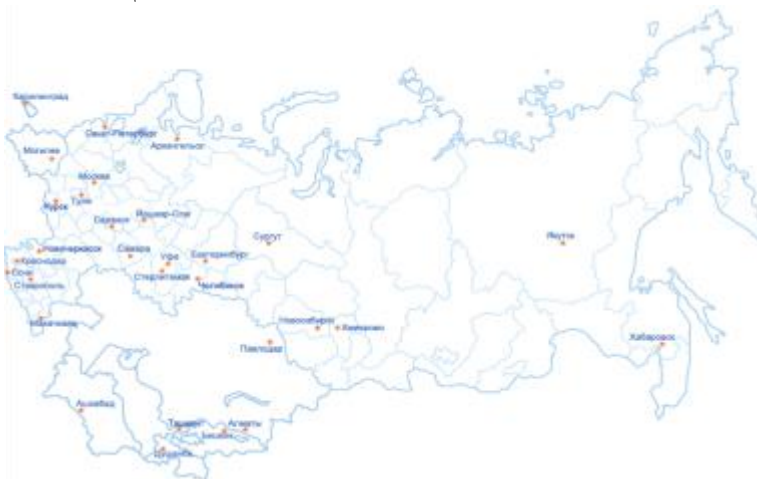 Калининград
Санкт-Петербург
Архангельск
Могилев
Москва
Тула
Курск
Йошкар-Ола
Саранск
Сургут
Якутск
Новочеркасск
Самара
Уфа
Екатеринбург
Краснодар
Сочи
Стерлитамак
Ставрополь
Челябинск
Махачкала
Новосибирск
Кемерово
Хабаровск
Павлодар
Ашхабад
Тараз
Алматы
Бишкек
Душанбе